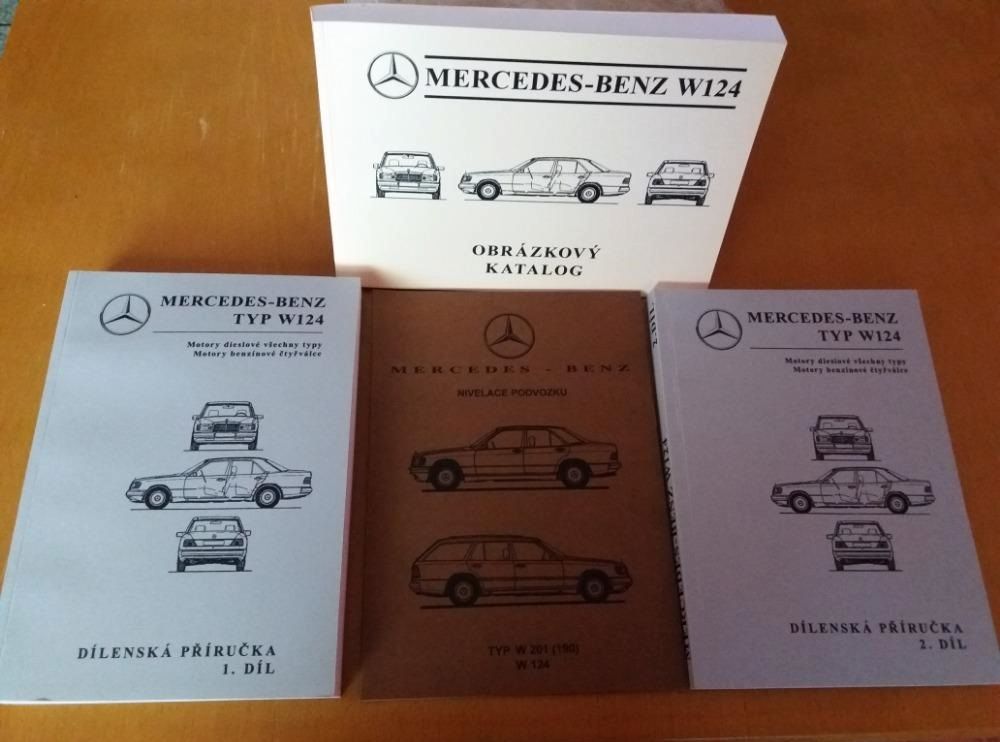 MERCEDES-BENZ W124
OBRÁZKOVÝ
KATALOG
MERCEDES-BENZ
TYP W124
Motory dieslové všechny typy
Motory benzínové čtyřválce
DÍLENSKÁ PŘÍRUČKA
1. DÍL
MERCEDES - BENZ
NIVELACE PODVOZKU
TYP W 201 (190)
W 124
MERCEDES-BENZ
TYP W124
Motory dieslové všechny typy
Motory benzínové čtyřválce
DÍLENSKÁ PŘÍRUČKA
2. DÍL